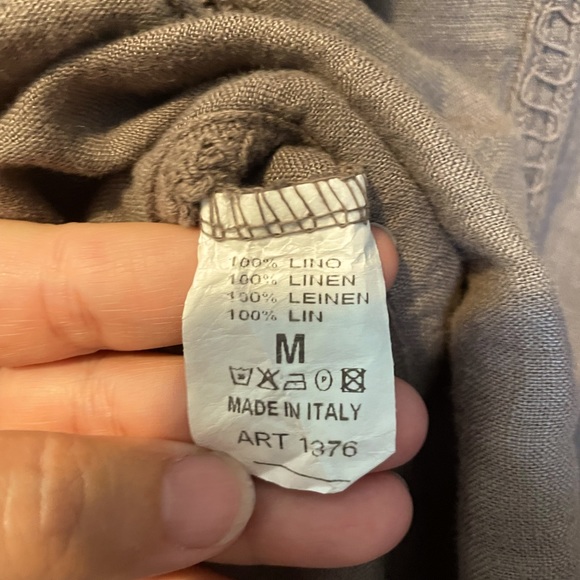 100% LINO
100% LINEN
100% LEINEN
100% LIN
M
MADE IN ITALY
ART 1376